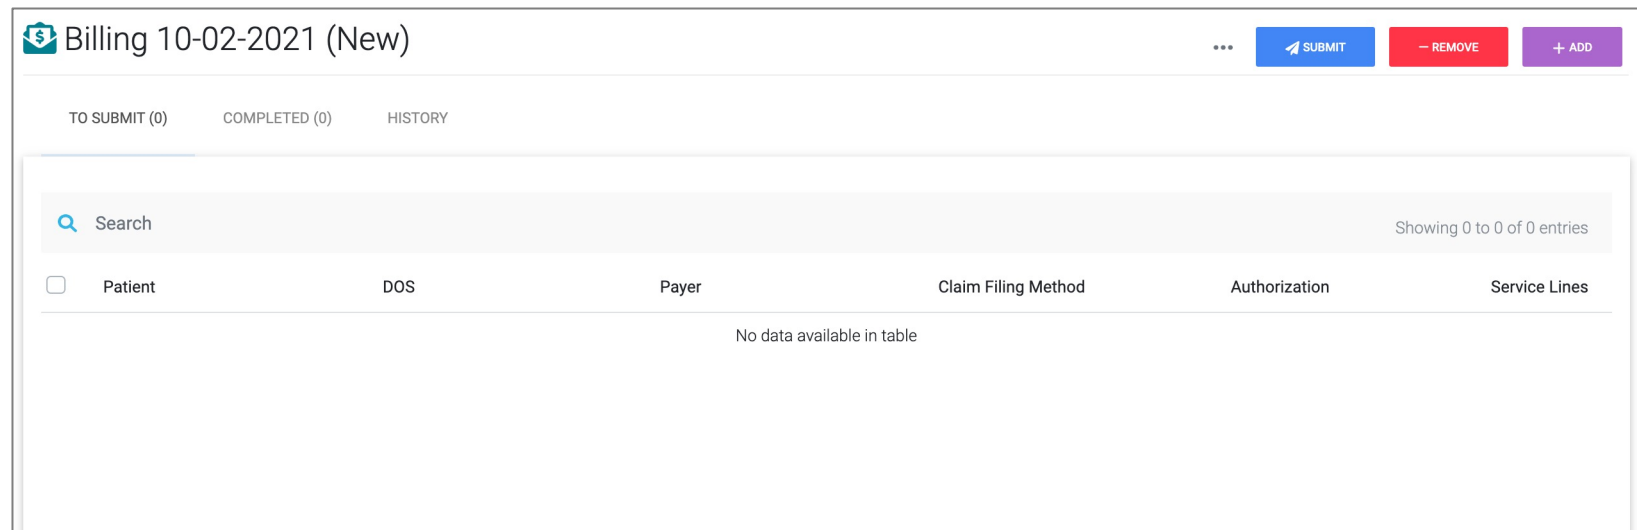 Billing 10-02-2021 (New)
... SUBMIT − REMOVE + ADD
TO SUBMIT (0) COMPLETED (0) HISTORY
Search
Showing 0 to 0 of 0 entries
Patient DOS Payer Claim Filing Method Authorization Service Lines
No data available in table